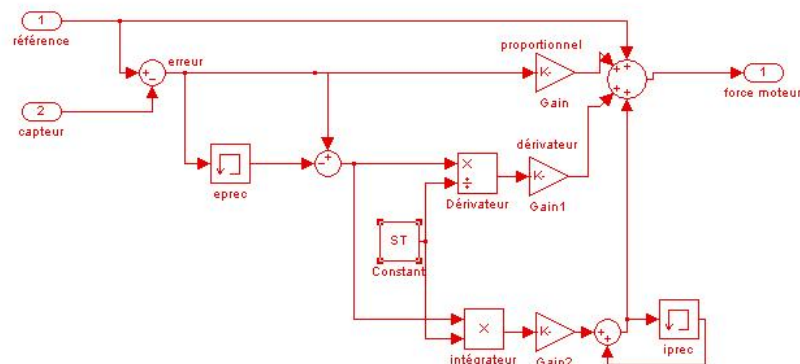 1
référence
erreur
proportionnel
K-
Gain
1
force moteur
2
capteur
eprec
dérivateur
K-
Gain1
×
÷
Dérivateur
ST
Constant
×
intégrateur
K-
Gain2
iprec